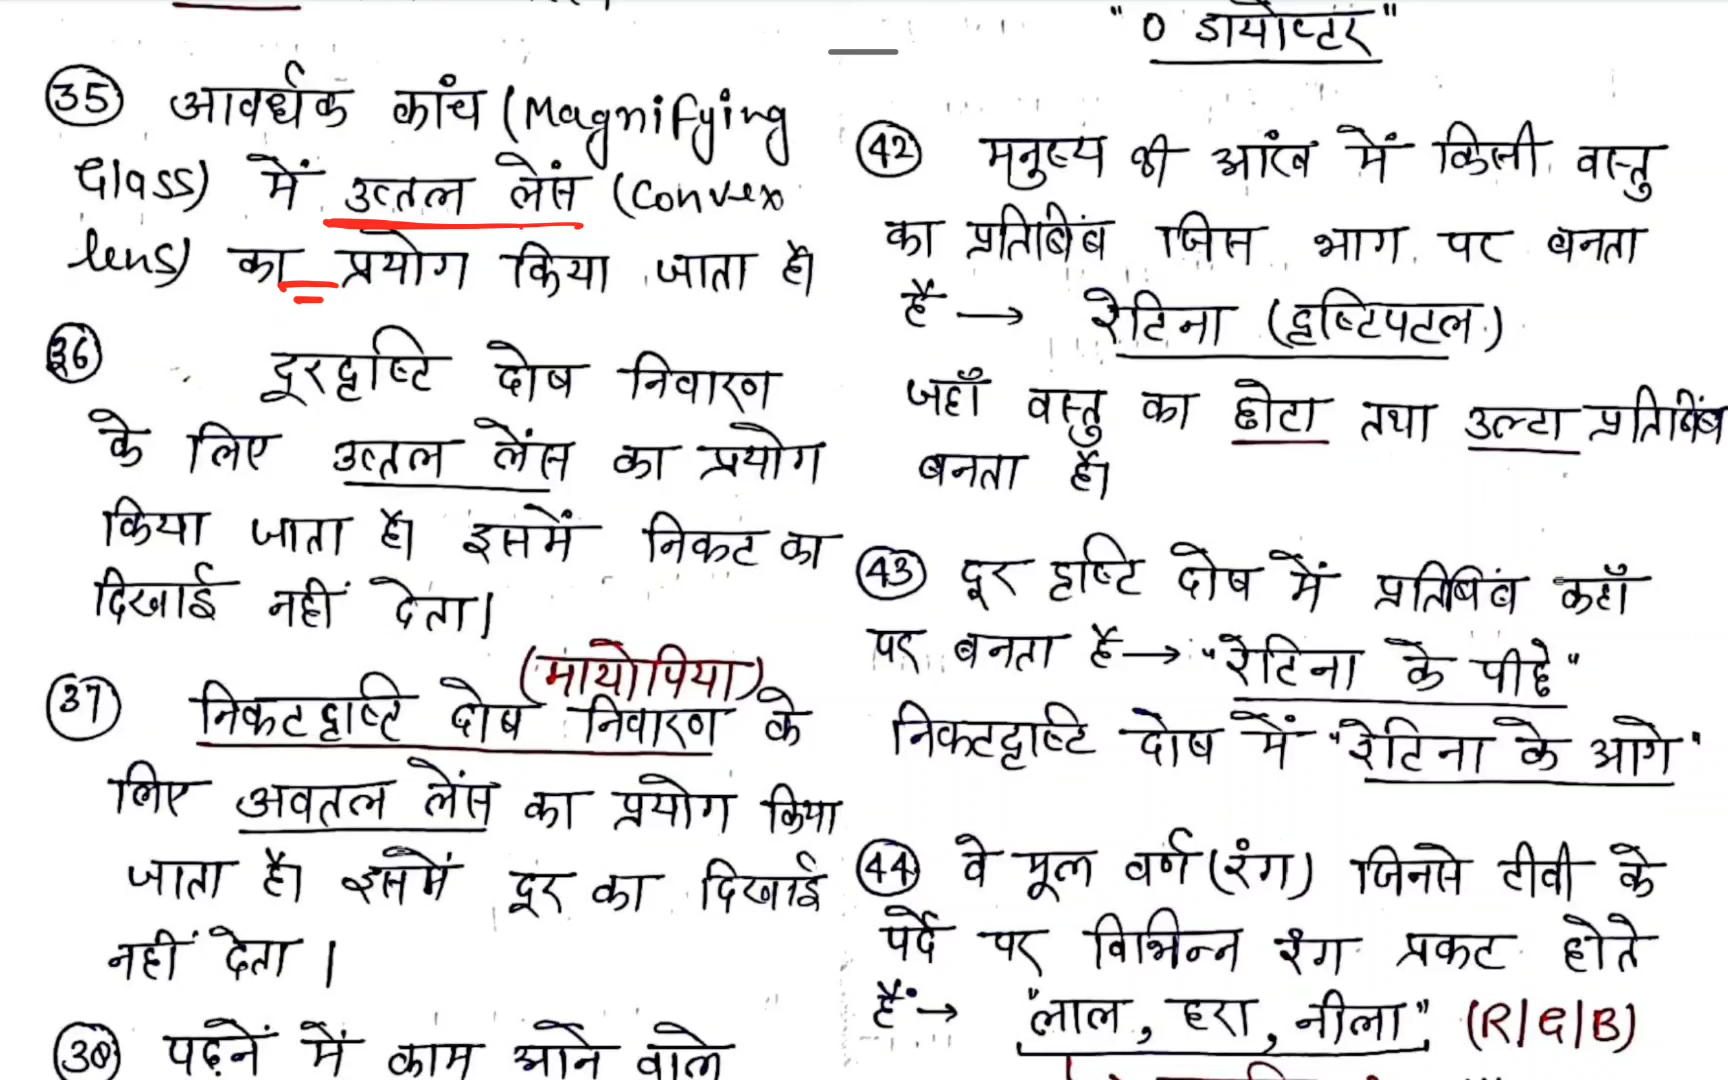 35 आवर्धक कांच (Magnifying
Glass) में उत्तल लेंस (Convex
lens) का प्रयोग किया जाता है।
36 दूरदृष्टि दोष निवारण
के लिए उत्तल लेंस का प्रयोग
किया जाता है। इसमें निकट का
दिखाई नहीं देता।
(मायोपिया)
37 निकटदृष्टि दोष निवारण के
लिए अवतल लेंस का प्रयोग किया
जाता है। इसमें दूर का दिखाई
नहीं देता।
38 पढ़नें में काम आने वाले
"0 डायोप्टर"
42 मनुष्य की आंख में किसी वस्तु
का प्रतिबिंब जिस भाग पर बनता
है → रेटिना (दृष्टिपटल)
जहाँ वस्तु का छोटा तथा उल्टा प्रतिबिंब
बनता है।
43 दूर दृष्टि दोष में प्रतिबिंब कहाँ
पर बनता है → "रेटिना के पीछे"
निकटदृष्टि दोष में "रेटिना के आगे"
44 वे मूल वर्ण (रंग) जिनसे टीवी के
पर्दे पर विभिन्न रंग प्रकट होते
हैं → "लाल, हरा, नीला" (R/G/B)